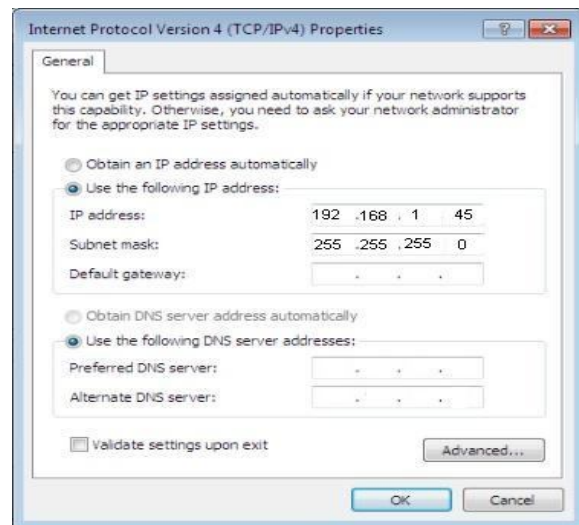 Internet Protocol Version 4 (TCP/IPv4) Properties
General
You can get IP settings assigned automatically if your network supports
this capability. Otherwise, you need to ask your network administrator
for the appropriate IP settings.
Obtain an IP address automatically
Use the following IP address:
IP address: 192 .168 . 1 45
Subnet mask: 255 .255 .255 0
Default gateway: . . .
Obtain DNS server address automatically
Use the following DNS server addresses:
Preferred DNS server: . . .
Alternate DNS server: . . .
Validate settings upon exit
Advanced...
OK Cancel